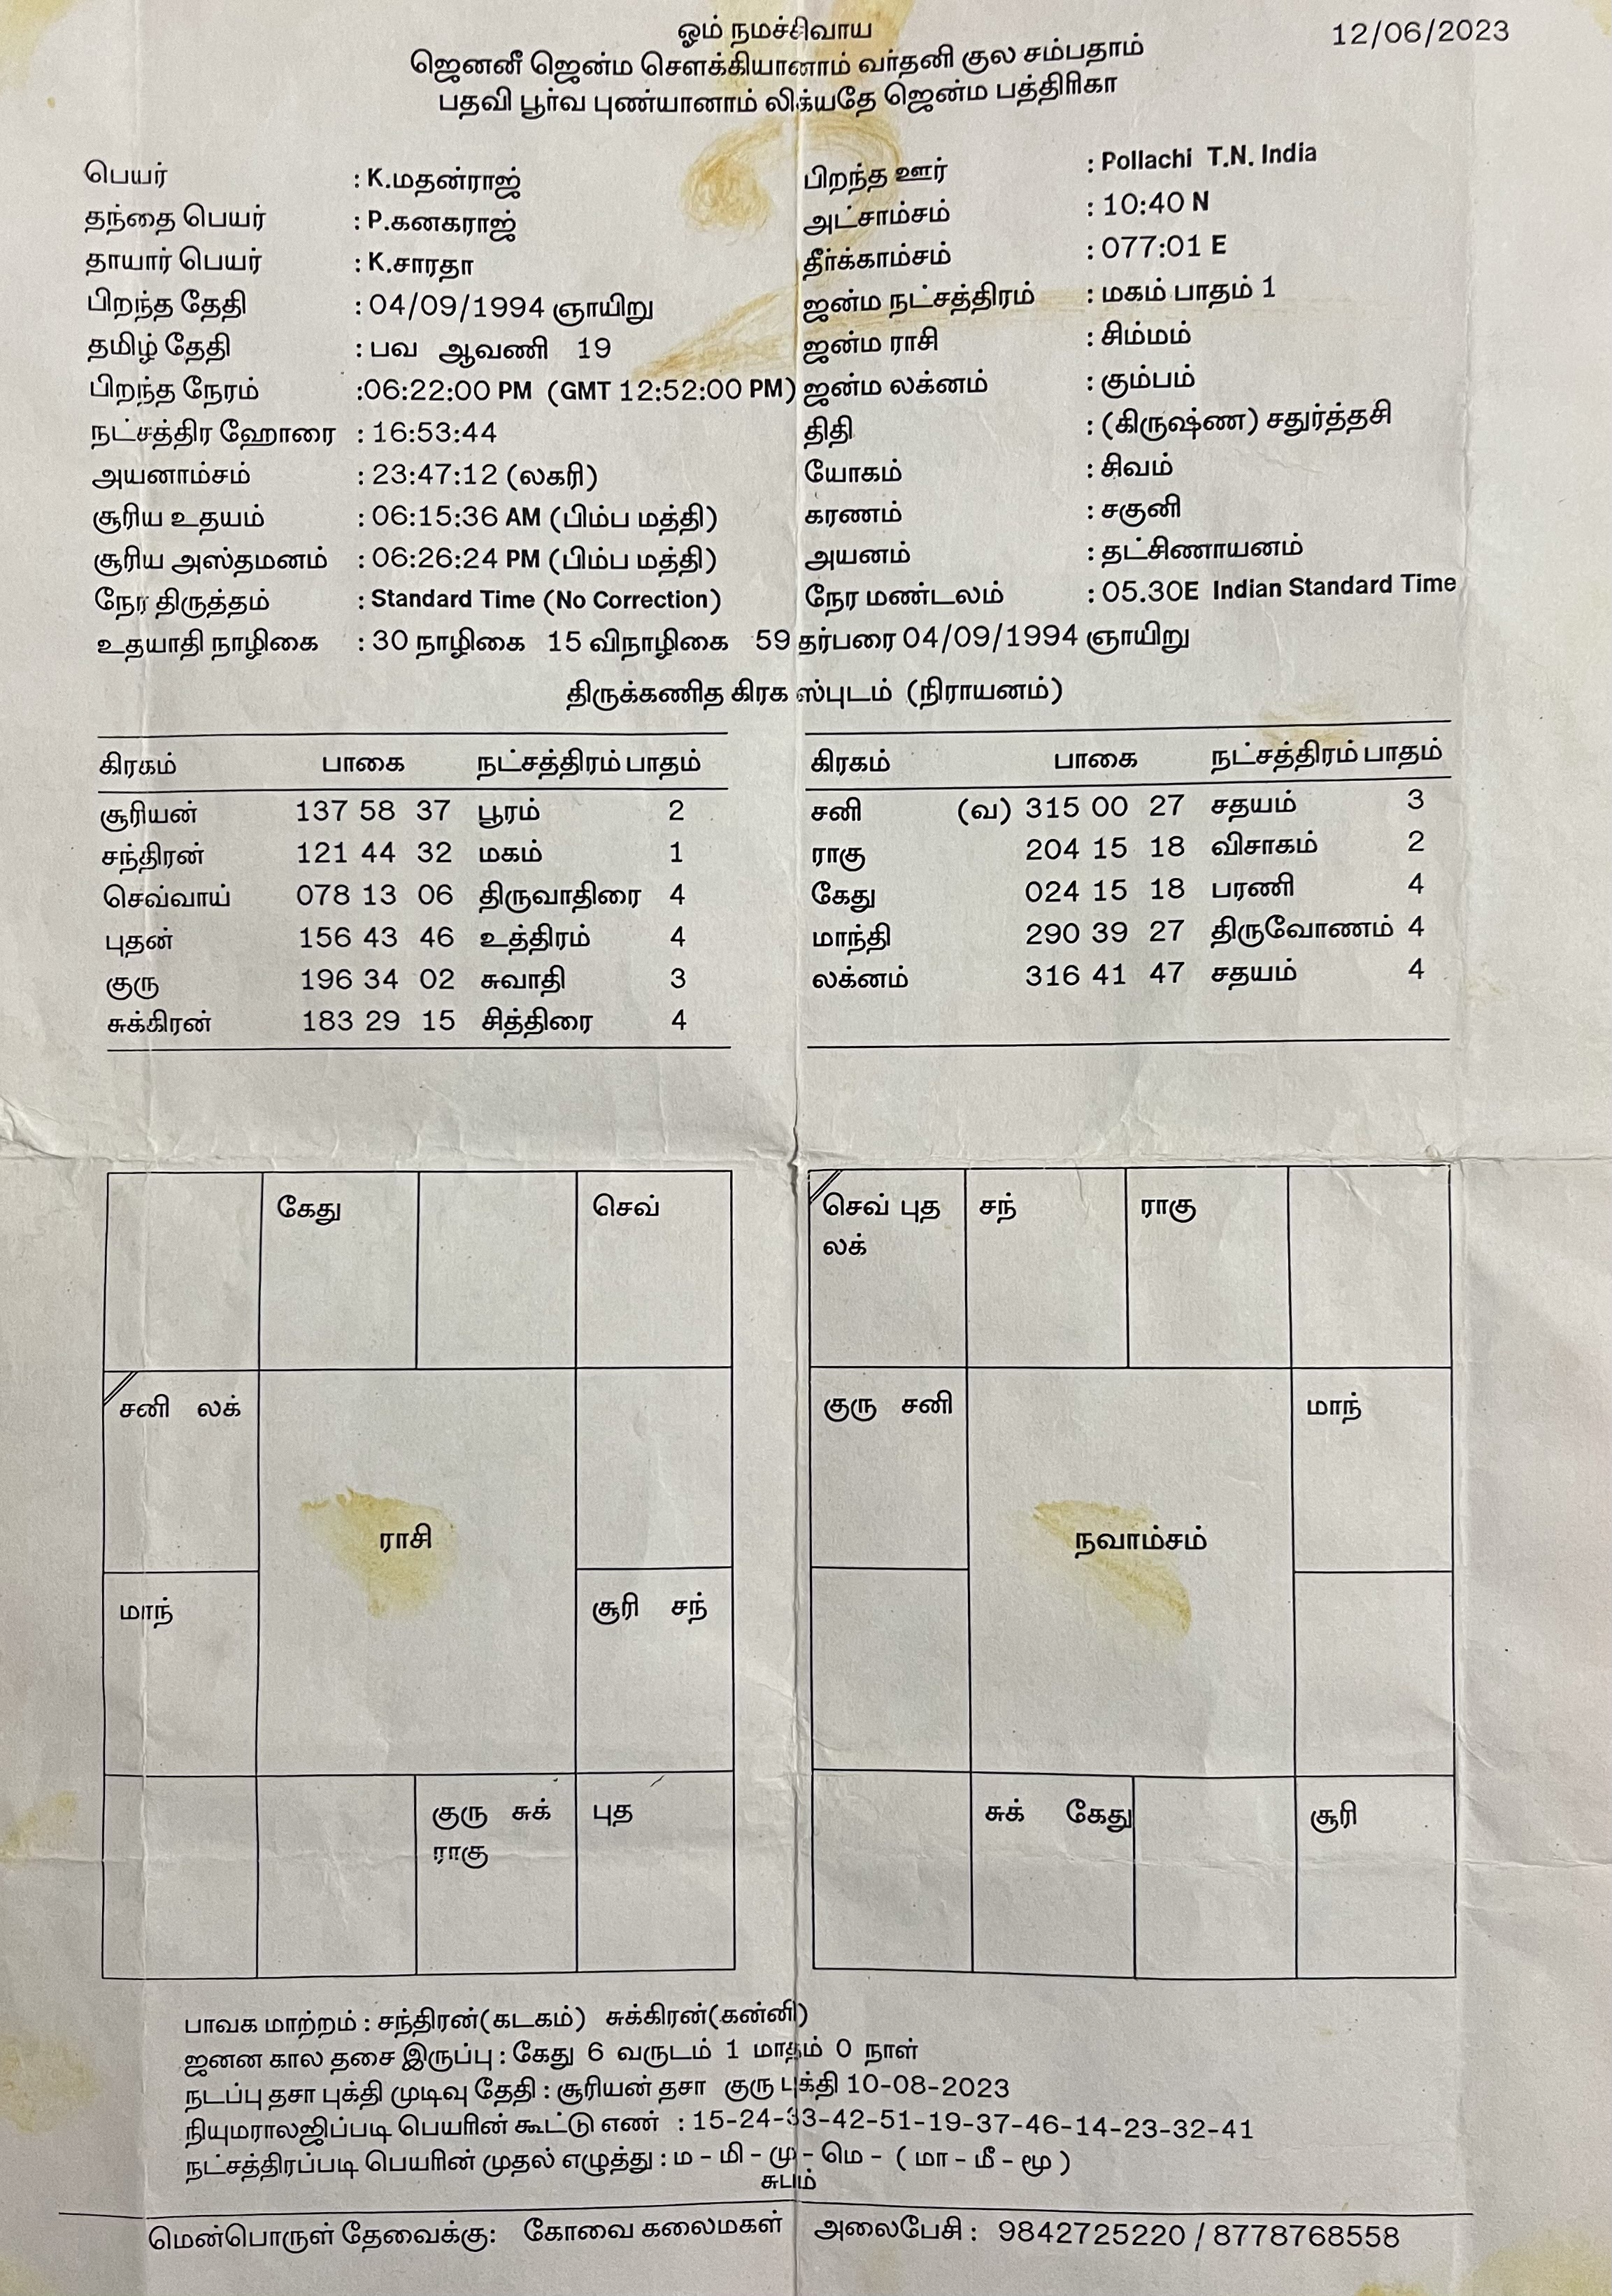 ஓம் நமச்சிவாய
12/06/2023
ஜெனனீ ஜென்ம சௌக்கியானாம் வர்தனி குல சம்பதாம்
பதவி பூர்வ புண்யானாம் லிக்யதே ஜென்ம பத்திரிகா
பெயர் : K.மதன்ராஜ்
தந்தை பெயர் : P.கனகராஜ்
தாயார் பெயர் : K.சாரதா
பிறந்த தேதி : 04/09/1994 ஞாயிறு
தமிழ் தேதி : பவ ஆவணி 19
பிறந்த நேரம் :06:22:00 PM (GMT 12:52:00 PM)
நட்சத்திர ஹோரை : 16:53:44
அயனாம்சம் : 23:47:12 (லகரி)
சூரிய உதயம் : 06:15:36 AM (பிம்ப மத்தி)
சூரிய அஸ்தமனம் : 06:26:24 PM (பிம்ப மத்தி)
நேர திருத்தம் : Standard Time (No Correction)
பிறந்த ஊர் : Pollachi T.N. India
அட்சாம்சம் : 10:40 N
தீர்க்காம்சம் : 077:01 E
ஜன்ம நட்சத்திரம் : மகம் பாதம் 1
ஜன்ம ராசி : சிம்மம்
ஜன்ம லக்னம் : கும்பம்
திதி : (கிருஷ்ண) சதுர்த்தசி
யோகம் : சிவம்
கரணம் : சகுனி
அயனம் : தட்சிணாயனம்
நேர மண்டலம் : 05.30E Indian Standard Time
உதயாதி நாழிகை : 30 நாழிகை 15 விநாழிகை 59 தர்பரை 04/09/1994 ஞாயிறு
திருக்கணித கிரக ஸ்புடம் (நிராயனம்)
கிரகம் பாகை நட்சத்திரம் பாதம்
சூரியன் 137 58 37 பூரம் 2
சந்திரன் 121 44 32 மகம் 1
செவ்வாய் 078 13 06 திருவாதிரை 4
புதன் 156 43 46 உத்திரம் 4
குரு 196 34 02 சுவாதி 3
சுக்கிரன் 183 29 15 சித்திரை 4
கிரகம் பாகை நட்சத்திரம் பாதம்
சனி (வ) 315 00 27 சதயம் 3
ராகு 204 15 18 விசாகம் 2
கேது 024 15 18 பரணி 4
மாந்தி 290 39 27 திருவோணம் 4
லக்னம் 316 41 47 சதயம் 4
கேது செவ்
சனி லக்
ராசி
மாந் சூரி சந்
குரு சுக் புத
ராகு
செவ் புத சந் ராகு
லக்
குரு சனி மாந்
நவாம்சம்
சுக் கேது சூரி
பாவக மாற்றம் : சந்திரன்(கடகம்) சுக்கிரன்(கன்னி)
ஜனன கால தசை இருப்பு : கேது 6 வருடம் 1 மாதம் 0 நாள்
நடப்பு தசா புக்தி முடிவு தேதி : சூரியன் தசா குரு புக்தி 10-08-2023
நியுமராலஜிப்படி பெயரின் கூட்டு எண் : 15-24-33-42-51-19-37-46-14-23-32-41
நட்சத்திரப்படி பெயரின் முதல் எழுத்து : ம - மி - மு - மெ - ( மா - மீ - மூ )
சுபம்
மென்பொருள் தேவைக்கு: கோவை கலைமகள் அலைபேசி : 9842725220 / 8778768558